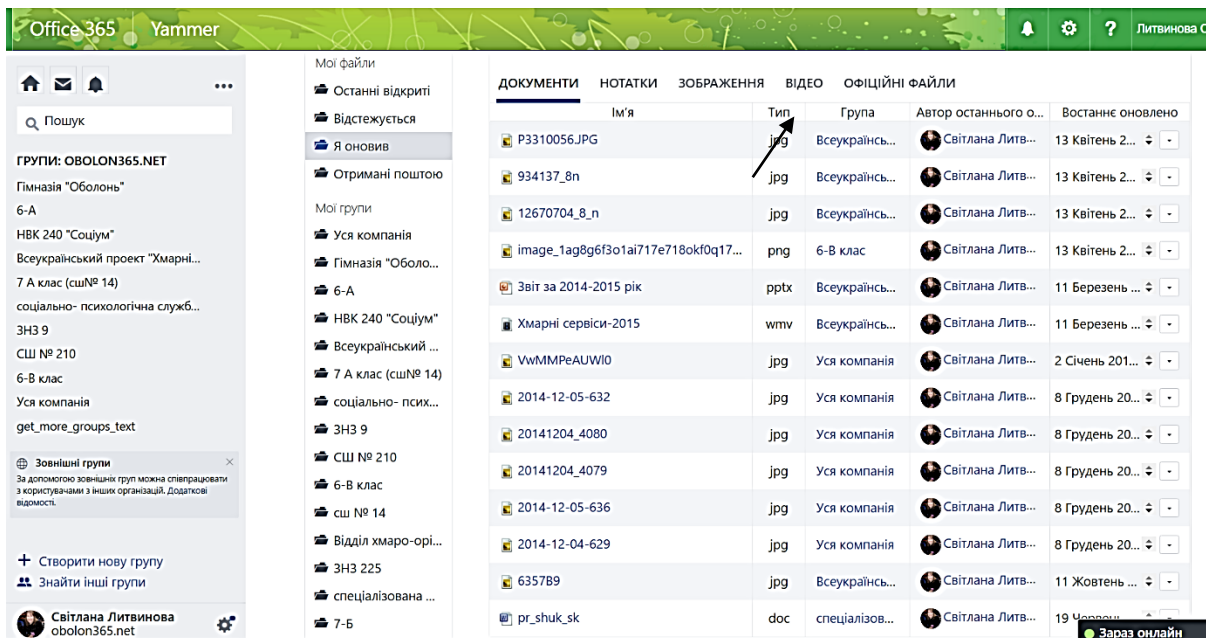 Office 365 Yammer ? Литвинова С
Пошук
ГРУПИ: OBOLON365.NET
Гімназія "Оболонь"
6-А
НВК 240 "Соціум"
Всеукраїнський проект "Хмарні...
7 А клас (сш№ 14)
соціально- психологічна служб...
ЗНЗ 9
СШ № 210
6-В клас
Уся компанія
get_more_groups_text
Зовнішні групи
За допомогою зовнішніх груп можна співпрацювати
з користувачами з інших організацій. Додаткові
відомості.
+ Створити нову групу
Знайти інші групи
Світлана Литвинова
obolon365.net
Мої файли
Останні відкриті
Відстежується
Я оновив
Отримані поштою
Мої групи
Уся компанія
Гімназія "Оболо...
6-А
НВК 240 "Соціум"
Всеукраїнський ...
7 А клас (сш№ 14)
соціально- псих...
ЗНЗ 9
СШ № 210
6-В клас
сш № 14
Відділ хмаро-орі...
ЗНЗ 225
спеціалізована ...
7-Б
ДОКУМЕНТИ НОТАТКИ ЗОБРАЖЕННЯ ВІДЕО ОФІЦІЙНІ ФАЙЛИ
Ім'я Тип Група Автор останнього о... Востаннє оновлено
P3310056.JPG jpg Всеукраїнсь... Світлана Литв... 13 Квітень 2...
934137_8n jpg Всеукраїнсь... Світлана Литв... 13 Квітень 2...
12670704_8_n jpg Всеукраїнсь... Світлана Литв... 13 Квітень 2...
image_1ag8g6f3o1ai717e718okf0q17... png 6-В клас Світлана Литв... 13 Квітень 2...
Звіт за 2014-2015 рік pptx Всеукраїнсь... Світлана Литв... 11 Березень ...
Хмарні сервіси-2015 wmv Всеукраїнсь... Світлана Литв... 11 Березень ...
VwMMPeAUWl0 jpg Уся компанія Світлана Литв... 2 Січень 201...
2014-12-05-632 jpg Уся компанія Світлана Литв... 8 Грудень 20...
20141204_4080 jpg Уся компанія Світлана Литв... 8 Грудень 20...
20141204_4079 jpg Уся компанія Світлана Литв... 8 Грудень 20...
2014-12-05-636 jpg Уся компанія Світлана Литв... 8 Грудень 20...
2014-12-04-629 jpg Уся компанія Світлана Литв... 8 Грудень 20...
6357B9 jpg Всеукраїнсь... Світлана Литв... 11 Жовтень ...
pr_shuk_sk doc спеціалізов... Світлана Литв... 19 Червень
Зараз онлайн